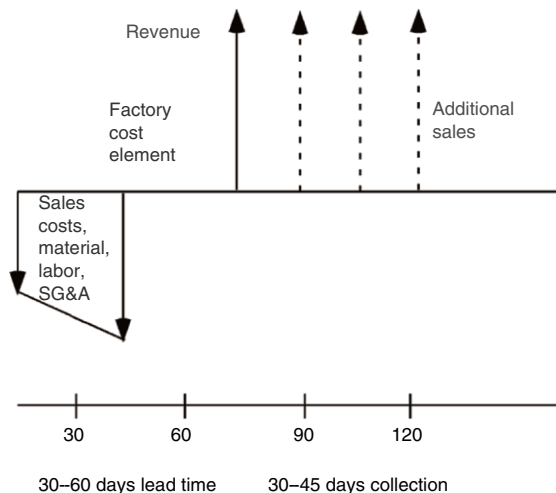 Revenue
Factory
cost
element
Additional
sales
Sales
costs,
material,
labor,
SG&A
30
60
90
120
30–60 days lead time
30–45 days collection